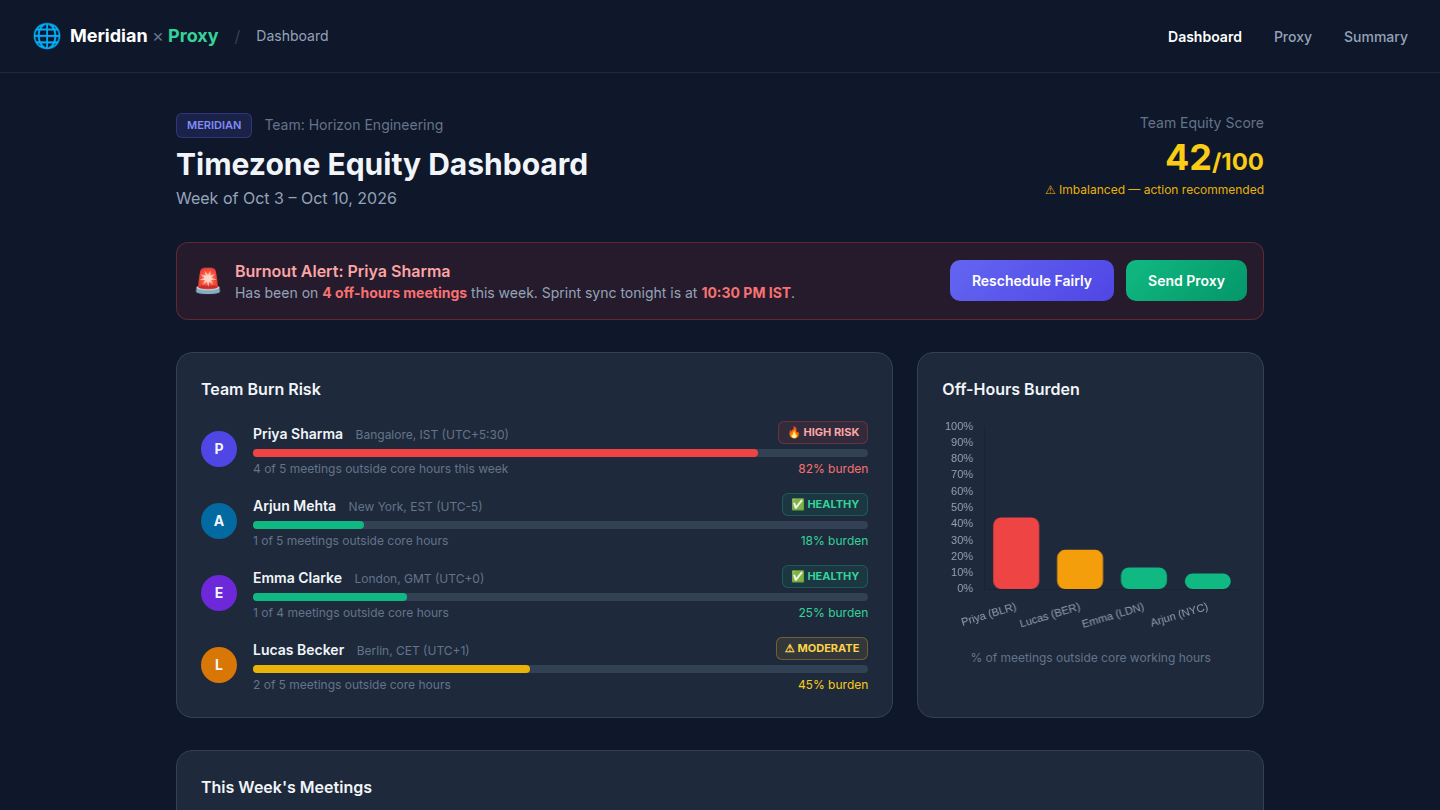 🌐 Meridian × Proxy / Dashboard
Dashboard Proxy Summary
MERIDIAN Team: Horizon Engineering
Timezone Equity Dashboard
Week of Oct 3 – Oct 10, 2026
Team Equity Score
42/100
⚠ Imbalanced — action recommended
🚨 Burnout Alert: Priya Sharma
Has been on 4 off-hours meetings this week. Sprint sync tonight is at 10:30 PM IST.
Reschedule Fairly
Send Proxy
Team Burn Risk
P
Priya Sharma Bangalore, IST (UTC+5:30)
🔥 HIGH RISK
4 of 5 meetings outside core hours this week
82% burden
A
Arjun Mehta New York, EST (UTC-5)
✅ HEALTHY
1 of 5 meetings outside core hours
18% burden
E
Emma Clarke London, GMT (UTC+0)
✅ HEALTHY
1 of 4 meetings outside core hours
25% burden
L
Lucas Becker Berlin, CET (UTC+1)
⚠ MODERATE
2 of 5 meetings outside core hours
45% burden
Off-Hours Burden
100%
90%
80%
70%
60%
50%
40%
30%
20%
10%
0%
Priya (BLR)
Lucas (BER)
Emma (LDN)
Arjun (NYC)
% of meetings outside core working hours
This Week's Meetings